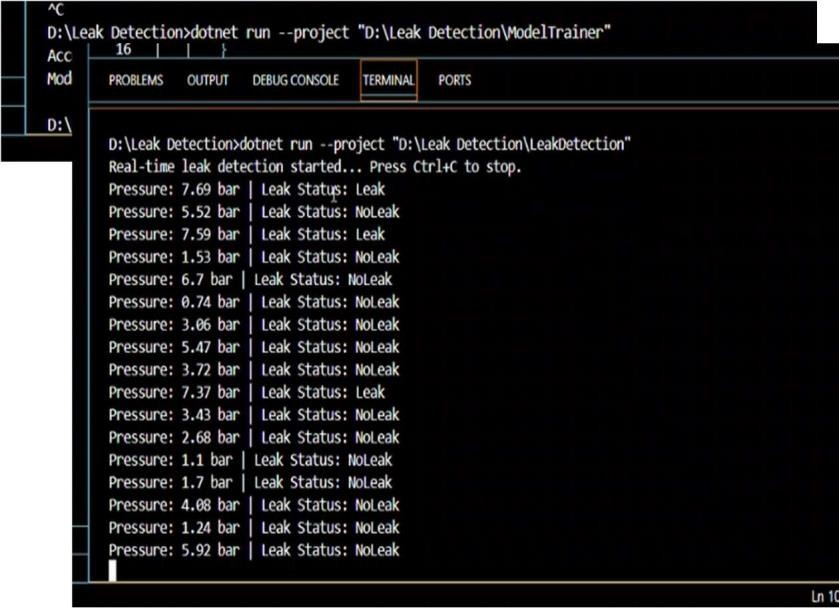 ^C
D:\Leak Detection>dotnet run --project "D:\Leak Detection\ModelTrainer"
Acc
Mod
D:\
16 | | }
PROBLEMS OUTPUT DEBUG CONSOLE TERMINAL PORTS
D:\Leak Detection>dotnet run --project "D:\Leak Detection\LeakDetection"
Real-time leak detection started... Press Ctrl+C to stop.
Pressure: 7.69 bar | Leak Status: Leak
Pressure: 5.52 bar | Leak Status: NoLeak
Pressure: 7.59 bar | Leak Status: Leak
Pressure: 1.53 bar | Leak Status: NoLeak
Pressure: 6.7 bar | Leak Status: NoLeak
Pressure: 0.74 bar | Leak Status: NoLeak
Pressure: 3.06 bar | Leak Status: NoLeak
Pressure: 5.47 bar | Leak Status: NoLeak
Pressure: 3.72 bar | Leak Status: NoLeak
Pressure: 7.37 bar | Leak Status: Leak
Pressure: 3.43 bar | Leak Status: NoLeak
Pressure: 2.68 bar | Leak Status: NoLeak
Pressure: 1.1 bar | Leak Status: NoLeak
Pressure: 1.7 bar | Leak Status: NoLeak
Pressure: 4.08 bar | Leak Status: NoLeak
Pressure: 1.24 bar | Leak Status: NoLeak
Pressure: 5.92 bar | Leak Status: NoLeak
Ln 10